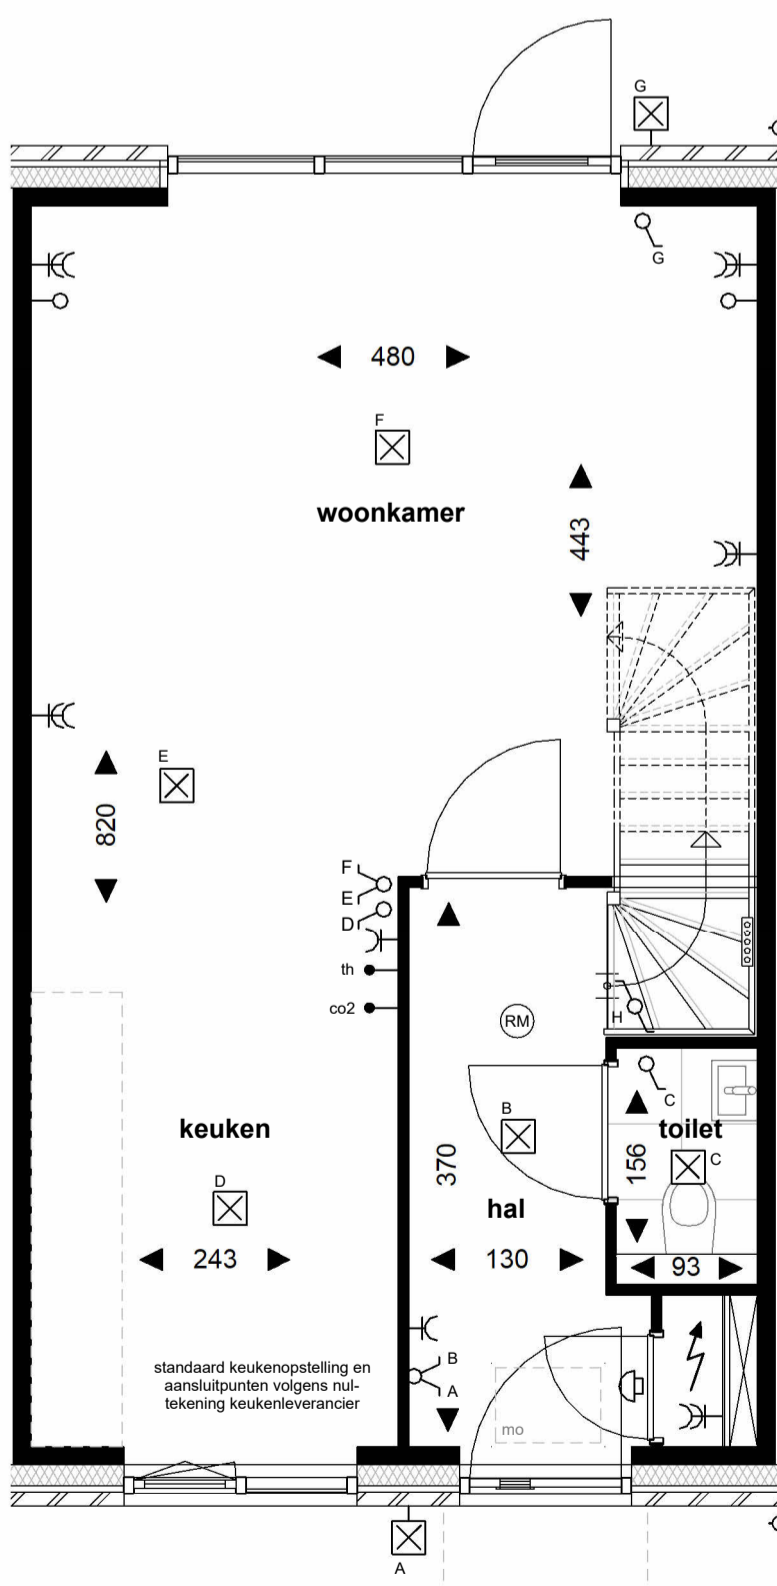 G
G
480
F
woonkamer
443
E
820
F
E
D
th
co2
H
RM
C
B
keuken
toilet
370
156
C
D
hal
243
130
93
standaard keukenopstelling en
aansluitpunten volgens nul-
tekening keukenleverancier
B
A
mo
A